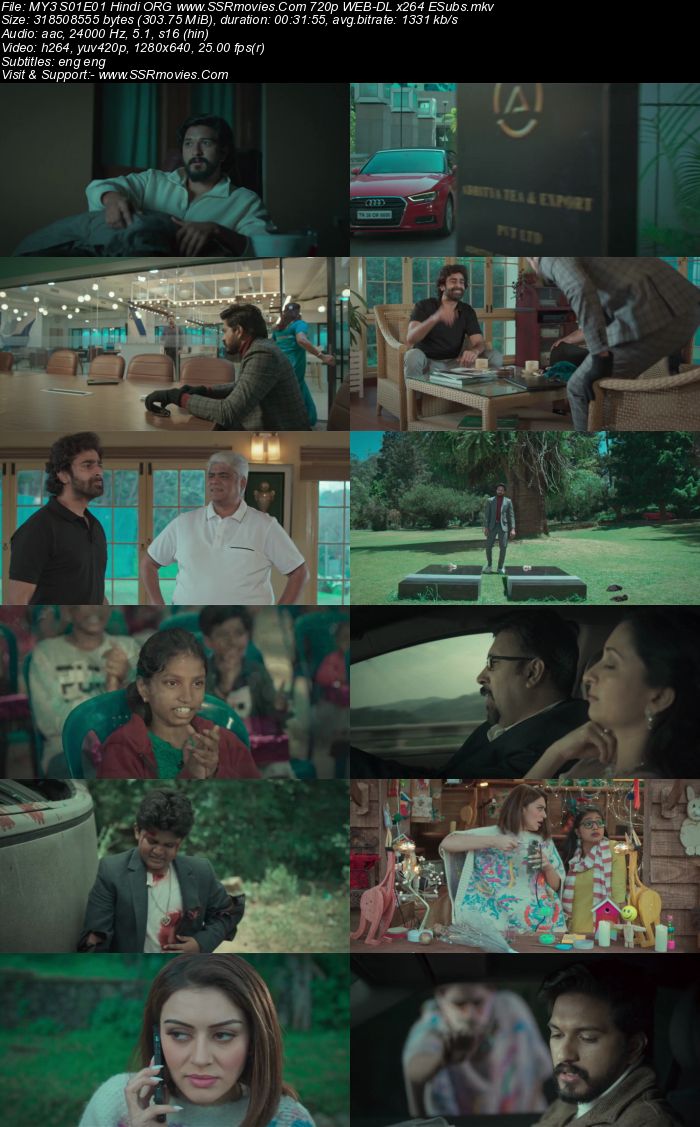 File: MY3 S01E01 Hindi ORG www.SSRmovies.Com 720p WEB-DL x264 ESubs.mkv
Size: 318508555 bytes (303.75 MiB), duration: 00:31:55, avg.bitrate: 1331 kb/s
Audio: aac, 24000 Hz, 5.1, s16 (hin)
Video: h264, yuv420p, 1280x640, 25.00 fps(r)
Subtitles: eng eng
Visit & Support:- www.SSRmovies.Com
A
ADHITYA TEA & EXPORT
PVT LTD